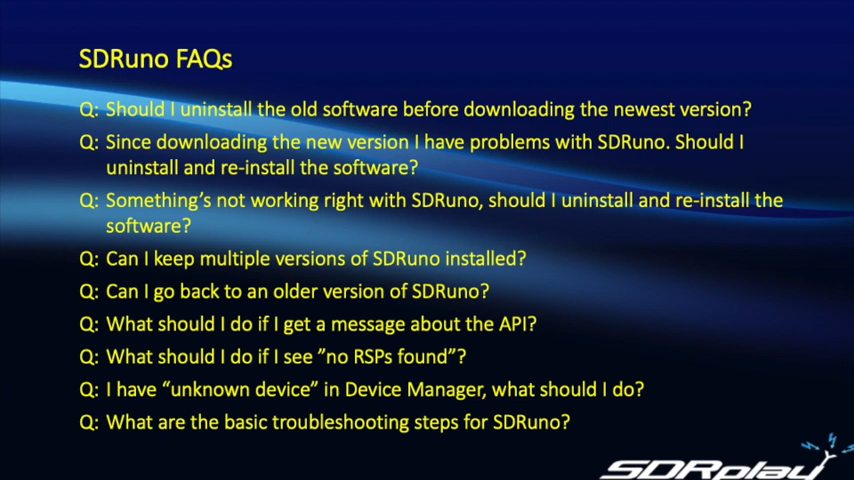 SDRuno FAQs
Q: Should I uninstall the old software before downloading the newest version?
Q: Since downloading the new version I have problems with SDRuno. Should I
uninstall and re-install the software?
Q: Something’s not working right with SDRuno, should I uninstall and re-install the
software?
Q: Can I keep multiple versions of SDRuno installed?
Q: Can I go back to an older version of SDRuno?
Q: What should I do if I get a message about the API?
Q: What should I do if I see ”no RSPs found”?
Q: I have “unknown device” in Device Manager, what should I do?
Q: What are the basic troubleshooting steps for SDRuno?
SDRplay